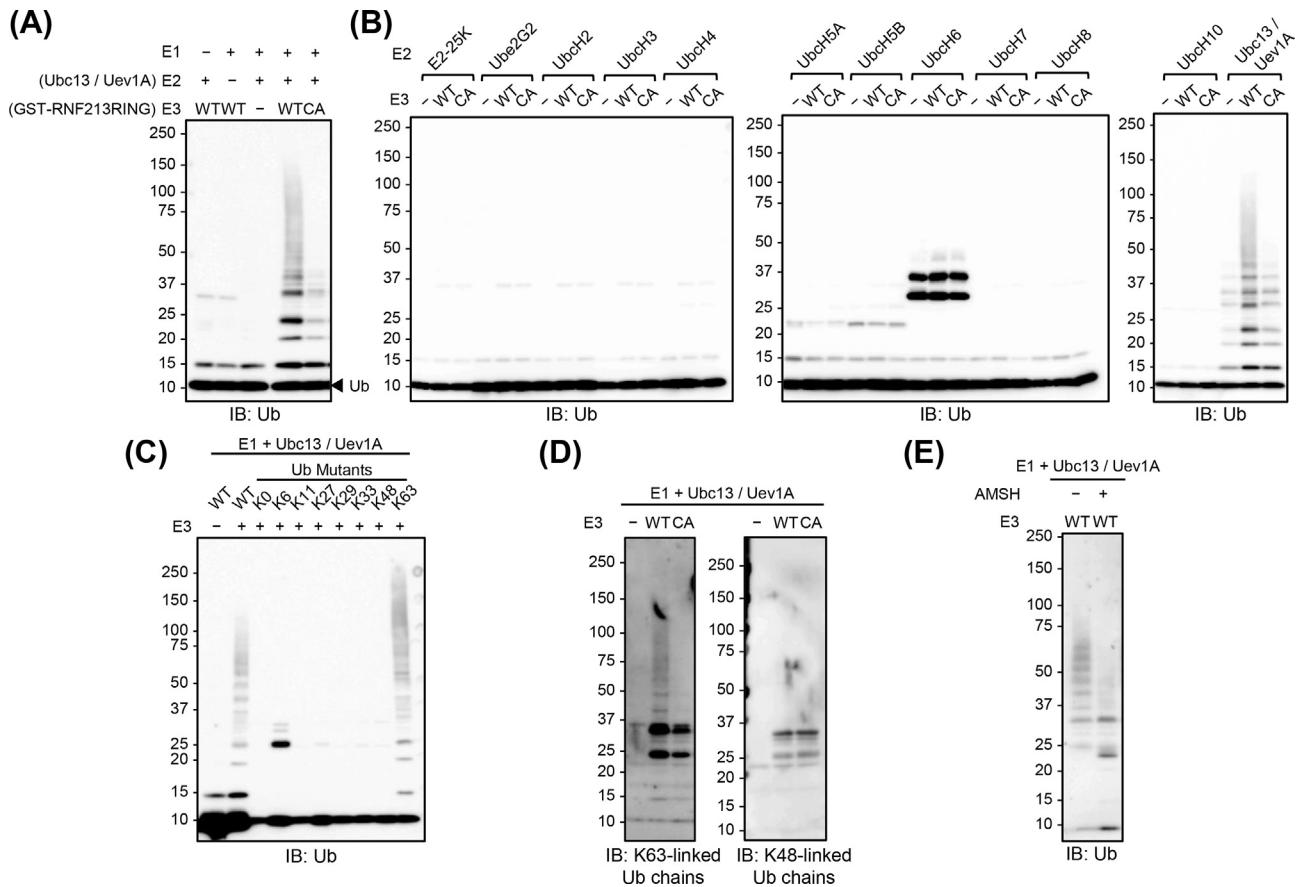 (A)
E1 – + + + +
(Ubc13 / Uev1A) E2 + – + + +
(GST-RNF213RING) E3 WT WT – WT CA
250
150
100
75
50
37
25
20
15
10
Ub
IB: Ub
(B)
E2 E2-25K Ube2G2 UbcH2 UbcH3 UbcH4
E3 - WT CA - WT CA - WT CA - WT CA - WT CA
250
150
100
75
50
37
25
20
15
10
IB: Ub
UbcH5A UbcH5B UbcH6 UbcH7 UbcH8
- WT CA - WT CA - WT CA - WT CA - WT CA
250
150
100
75
50
37
25
20
15
10
IB: Ub
UbcH10 Ubc13 /
Uev1A
- WT CA - WT CA
250
150
100
75
50
37
25
20
15
10
IB: Ub
(C)
E1 + Ubc13 / Uev1A
Ub Mutants
WT WT K0 K6 K11 K27 K29 K33 K48 K63
E3 – + + + + + + + + +
250
150
100
75
50
37
25
20
15
10
IB: Ub
(D)
E1 + Ubc13 / Uev1A
E3 – WT CA – WT CA
250
150
100
75
50
37
25
20
15
10
IB: K63-linked
Ub chains
250
150
100
75
50
37
25
20
15
10
IB: K48-linked
Ub chains
(E)
E1 + Ubc13 / Uev1A
AMSH – +
E3 WT WT
250
150
100
75
50
37
25
20
15
10
IB: Ub